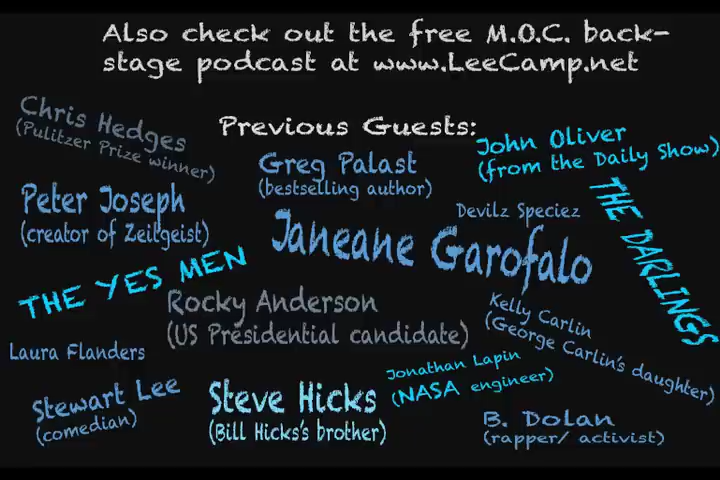 Also check out the free M.O.C. back-
stage podcast at www.LeeCamp.net
Previous Guests:
Chris Hedges
(Pulitzer Prize winner)
Greg Palast
(bestselling author)
John Oliver
(from the Daily Show)
Peter Joseph
(creator of Zeitgeist)
Devilz Speciez
THE DARLINGS
Janeane Garofalo
THE YES MEN
Rocky Anderson
(US Presidential candidate)
Kelly Carlin
(George Carlin's daughter)
Laura Flanders
Jonathan Lapin
(NASA engineer)
Stewart Lee
(comedian)
Steve Hicks
(Bill Hicks's brother)
B. Dolan
(rapper/ activist)